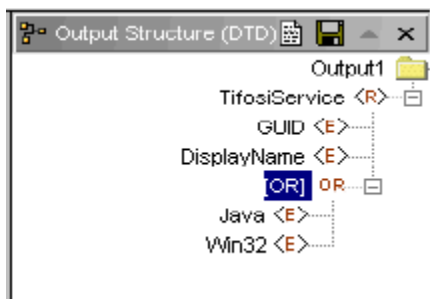 Output Structure (DTD)
Output1
TifosiService <R>
GUID <E>
DisplayName <E>
[OR] OR
Java <E>
Win32 <E>